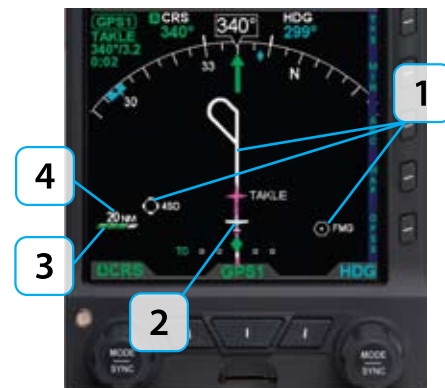 GPS1
TAKLE
340°/3.2
0:02
CRS
340°
340°
HDG
299°
30
33
N
1
4
4SD
TAKLE
FMG
20 NM
3
2
TO
DCRS
GPS1
HDG
MODE
SYNC
MODE
SYNC